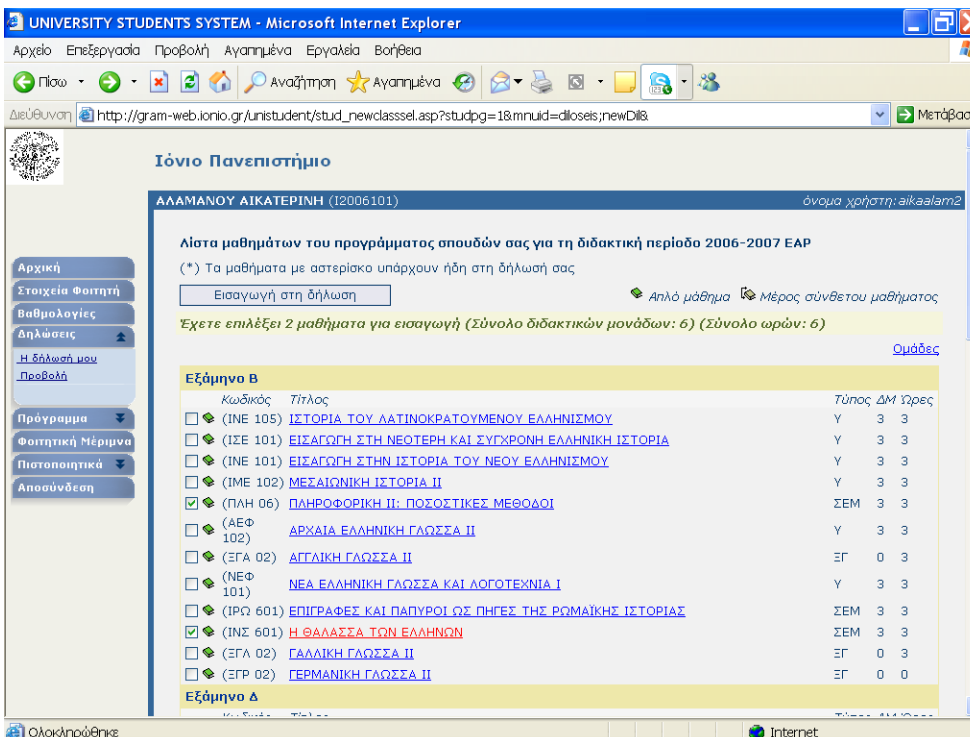 UNIVERSITY STUDENTS SYSTEM - Microsoft Internet Explorer
Αρχείο Επεξεργασία Προβολή Αγαπημένα Εργαλεία Βοήθεια
Πίσω Αναζήτηση Αγαπημένα
Διεύθυνση http://gram-web.ionio.gr/unistudent/stud_newclasssel.asp?studpg=1&mnuid=diloseis;newDil& Μετάβασ
Ιόνιο Πανεπιστήμιο
ΑΛΑΜΑΝΟΥ ΑΙΚΑΤΕΡΙΝΗ (Ι2006101) όνομα χρήστη: aikaalam2
Λίστα μαθημάτων του προγράμματος σπουδών σας για τη διδακτική περίοδο 2006-2007 ΕΑΡ
Αρχική
Στοιχεία Φοιτητή
Βαθμολογίες
Δηλώσεις
Η δήλωσή μου
Προβολή
Πρόγραμμα
Φοιτητική Μέριμνα
Πιστοποιητικά
Αποσύνδεση
(*) Τα μαθήματα με αστερίσκο υπάρχουν ήδη στη δήλωσή σας
Εισαγωγή στη δήλωση Απλό μάθημα Μέρος σύνθετου μαθήματος
Έχετε επιλέξει 2 μαθήματα για εισαγωγή (Σύνολο διδακτικών μονάδων: 6) (Σύνολο ωρών: 6)
Ομάδες
Εξάμηνο Β
Κωδικός Τίτλος Τύπος ΔΜ Ώρες
(ΙΝΕ 105) ΙΣΤΟΡΙΑ ΤΟΥ ΛΑΤΙΝΟΚΡΑΤΟΥΜΕΝΟΥ ΕΛΛΗΝΙΣΜΟΥ Υ 3 3
(ΙΣΕ 101) ΕΙΣΑΓΩΓΗ ΣΤΗ ΝΕΟΤΕΡΗ ΚΑΙ ΣΥΓΧΡΟΝΗ ΕΛΛΗΝΙΚΗ ΙΣΤΟΡΙΑ Υ 3 3
(ΙΝΕ 101) ΕΙΣΑΓΩΓΗ ΣΤΗΝ ΙΣΤΟΡΙΑ ΤΟΥ ΝΕΟΥ ΕΛΛΗΝΙΣΜΟΥ Υ 3 3
(ΙΜΕ 102) ΜΕΣΑΙΩΝΙΚΗ ΙΣΤΟΡΙΑ ΙΙ Υ 3 3
(ΠΛΗ 06) ΠΛΗΡΟΦΟΡΙΚΗ ΙΙ: ΠΟΣΟΣΤΙΚΕΣ ΜΕΘΟΔΟΙ ΣΕΜ 3 3
(ΑΕΦ 102) ΑΡΧΑΙΑ ΕΛΛΗΝΙΚΗ ΓΛΩΣΣΑ ΙΙ Υ 3 3
(ΞΓΑ 02) ΑΓΓΛΙΚΗ ΓΛΩΣΣΑ ΙΙ ΞΓ 0 3
(ΝΕΦ 101) ΝΕΑ ΕΛΛΗΝΙΚΗ ΓΛΩΣΣΑ ΚΑΙ ΛΟΓΟΤΕΧΝΙΑ Ι Υ 3 3
(ΙΡΩ 601) ΕΠΙΓΡΑΦΕΣ ΚΑΙ ΠΑΠΥΡΟΙ ΩΣ ΠΗΓΕΣ ΤΗΣ ΡΩΜΑΪΚΗΣ ΙΣΤΟΡΙΑΣ ΣΕΜ 3 3
(ΙΝΣ 601) Η ΘΑΛΑΣΣΑ ΤΩΝ ΕΛΛΗΝΩΝ ΣΕΜ 3 3
(ΞΓΛ 02) ΓΑΛΛΙΚΗ ΓΛΩΣΣΑ ΙΙ ΞΓ 0 3
(ΞΓΡ 02) ΓΕΡΜΑΝΙΚΗ ΓΛΩΣΣΑ ΙΙ ΞΓ 0 0
Εξάμηνο Δ
Ολοκληρώθηκε Internet